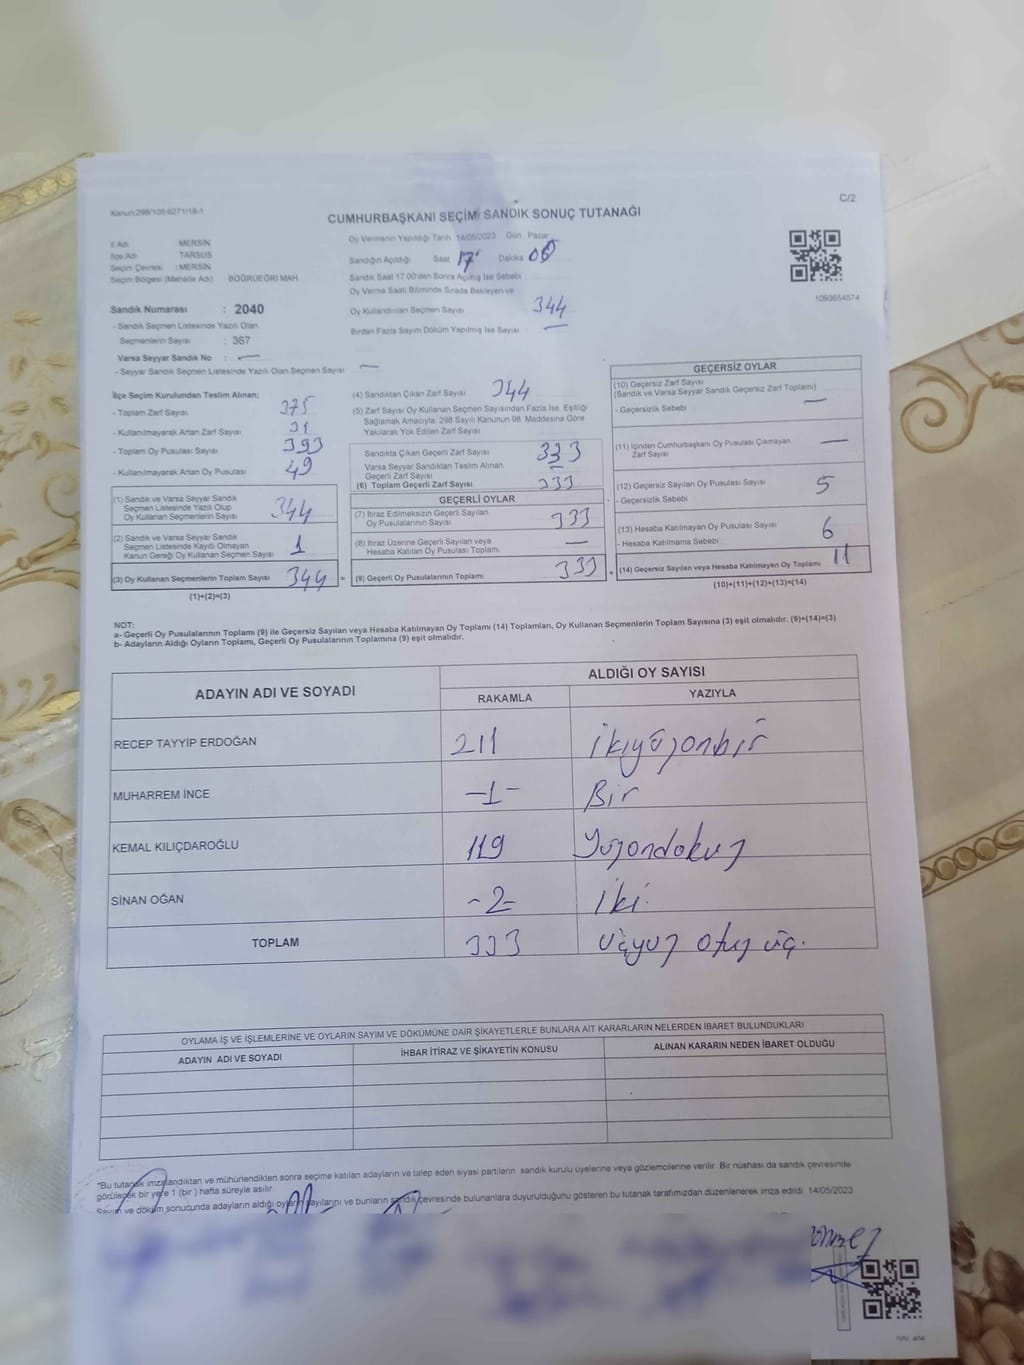 Kanun:298/105 6271/18-1
C/2
CUMHURBAŞKANI SEÇİMİ SANDIK SONUÇ TUTANAĞI
İl Adı MERSİN
İlçe Adı TARSUS
Seçim Çevresi : MERSİN
Seçim Bölgesi (Mahalle Adı) BÖĞRÜEĞRİ MAH.
Sandık Numarası : 2040
- Sandık Seçmen Listesinde Yazılı Olan
Seçmenlerin Sayısı : 367
Varsa Seyyar Sandık No : —
- Seyyar Sandık Seçmen Listesinde Yazılı Olan Seçmen Sayısı : —
Oy Vermenin Yapıldığı Tarih 14/05/2023 Gün Pazar
Sandığın Açıldığı Saat 17 Dakika 00
Sandık Saat 17.00'den Sonra Açılmış İse Sebebi
Oy Verme Saati Bitiminde Sırada Bekleyen ve
Oy Kullandırılan Seçmen Sayısı 344
Birden Fazla Sayım Döküm Yapılmış İse Sayısı —
1093654574
İlçe Seçim Kurulundan Teslim Alınan;
- Toplam Zarf Sayısı 375
- Kullanılmayarak Artan Zarf Sayısı 31
- Toplam Oy Pusulası Sayısı 393
- Kullanılmayarak Artan Oy Pusulası 49
(1) Sandık ve Varsa Seyyar Sandık
Seçmen Listesinde Yazılı Olup
Oy Kullanan Seçmenlerin Sayısı 344
(2) Sandık ve Varsa Seyyar Sandık
Seçmen Listesinde Kayıtlı Olmayan
Kanun Gereği Oy Kullanan Seçmen Sayısı 1
(3) Oy Kullanan Seçmenlerin Toplam Sayısı 344 =
(1)+(2)=(3)
(4) Sandıktan Çıkan Zarf Sayısı 344
(5) Zarf Sayısı Oy Kullanan Seçmen Sayısından Fazla İse, Eşitliği
Sağlamak Amacıyla, 298 Sayılı Kanunun 98. Maddesine Göre
Yakılarak Yok Edilen Zarf Sayısı
Sandıkta Çıkan Geçerli Zarf Sayısı 333
Varsa Seyyar Sandıktan Teslim Alınan
Geçerli Zarf Sayısı —
(6) Toplam Geçerli Zarf Sayısı 333
GEÇERLİ OYLAR
(7) İtiraz Edilmeksizin Geçerli Sayılan
Oy Pusulalarının Sayısı 333
(8) İtiraz Üzerine Geçerli Sayılan veya
Hesaba Katılan Oy Pusulası Toplamı —
(9) Geçerli Oy Pusulalarının Toplamı 333 +
GEÇERSİZ OYLAR
(10) Geçersiz Zarf Sayısı
(Sandık ve Varsa Seyyar Sandık Geçersiz Zarf Toplamı)
- Geçersizlik Sebebi : —
(11) İçinden Cumhurbaşkanı Oy Pusulası Çıkmayan
Zarf Sayısı —
(12) Geçersiz Sayılan Oy Pusulası Sayısı 5
- Geçersizlik Sebebi :
(13) Hesaba Katılmayan Oy Pusulası Sayısı 6
- Hesaba Katılmama Sebebi :
(14) Geçersiz Sayılan veya Hesaba Katılmayan Oy Toplamı 11
(10)+(11)+(12)+(13)=(14)
NOT:
a- Geçerli Oy Pusulalarının Toplamı (9) ile Geçersiz Sayılan veya Hesaba Katılmayan Oy Toplamı (14) Toplamları, Oy Kullanan Seçmenlerin Toplam Sayısına (3) eşit olmalıdır. (9)+(14)=(3)
b- Adayların Aldığı Oyların Toplamı, Geçerli Oy Pusulalarının Toplamına (9) eşit olmalıdır.
ADAYIN ADI VE SOYADI ALDIĞI OY SAYISI
RAKAMLA YAZIYLA
RECEP TAYYİP ERDOĞAN 211 İkiyüzonbir
MUHARREM İNCE -1- Bir
KEMAL KILIÇDAROĞLU 119 Yüzondokuz
SİNAN OĞAN -2- İki.
TOPLAM 333 üçyüz otuz üç.
OYLAMA İŞ VE İŞLEMLERİNE VE OYLARIN SAYIM VE DÖKÜMÜNE DAİR ŞİKAYETLERLE BUNLARA AİT KARARLARIN NELERDEN İBARET BULUNDUKLARI
ADAYIN ADI VE SOYADI İHBAR İTİRAZ VE ŞİKAYETİN KONUSU ALINAN KARARIN NEDEN İBARET OLDUĞU
*Bu tutanak imzalandıktan ve mühürlendikten sonra seçime katılan adayların ve talep eden siyasi partilerin sandık kurulu üyelerine veya gözlemcilerine verilir. Bir nüshası da sandık çevresinde
görülecek bir yere 1 (bir) hafta süreyle asılır.
Sayım ve döküm sonucunda adayların aldığı oyların sayılarını ve bunların sandık çevresinde bulunanlara duyurulduğunu gösteren bu tutanak tarafımızdan düzenlenerek imza edildi. 14/05/2023